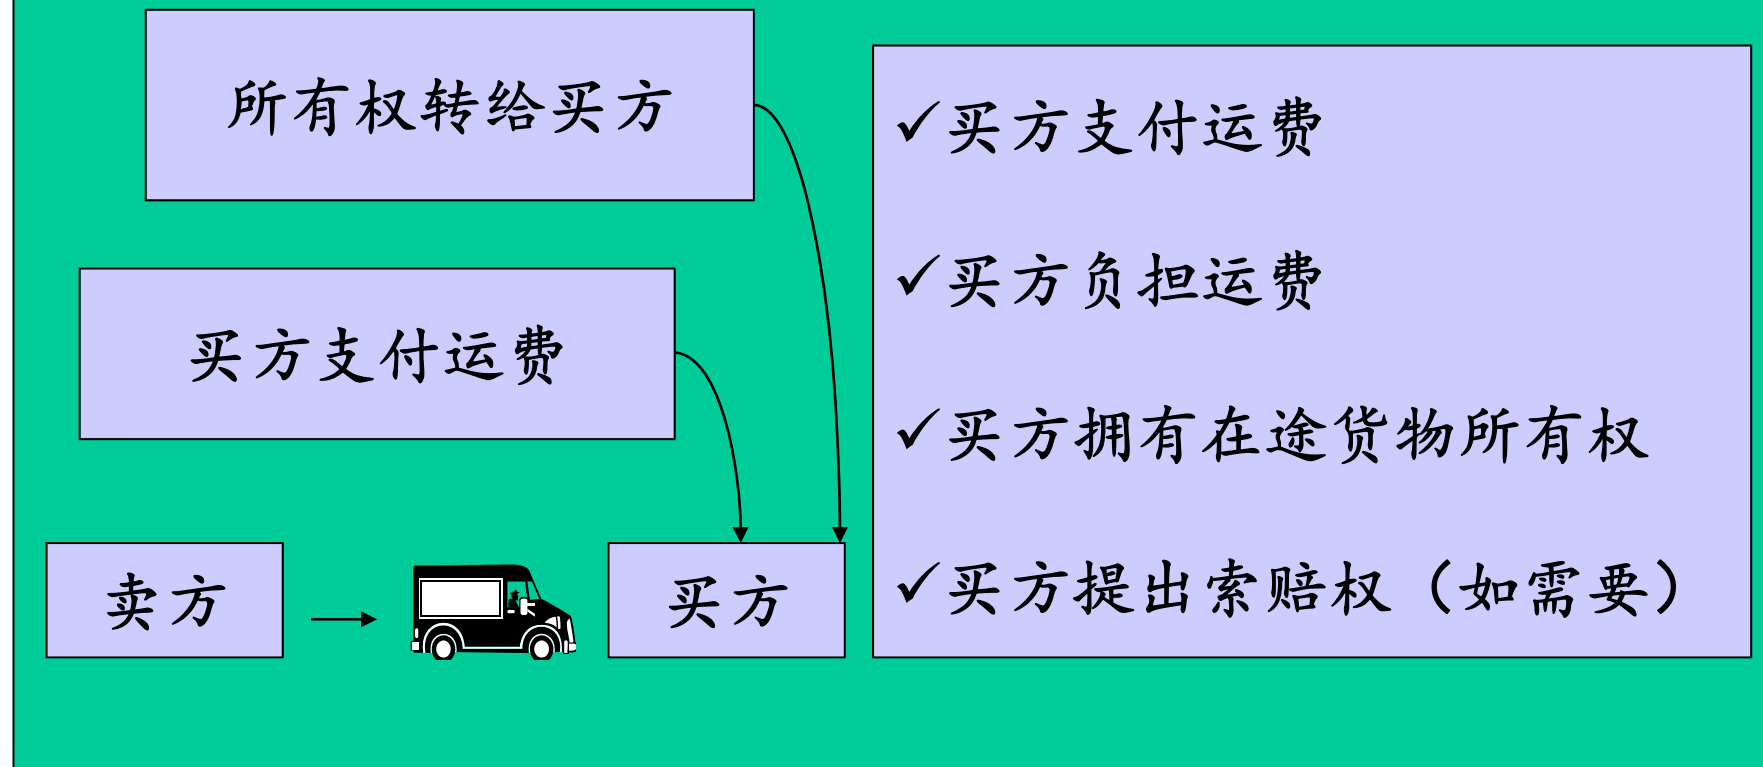 所有权转给买方
买方支付运费
卖方
买方
✓买方支付运费
✓买方负担运费
✓买方拥有在途货物所有权
✓买方提出索赔权（如需要）